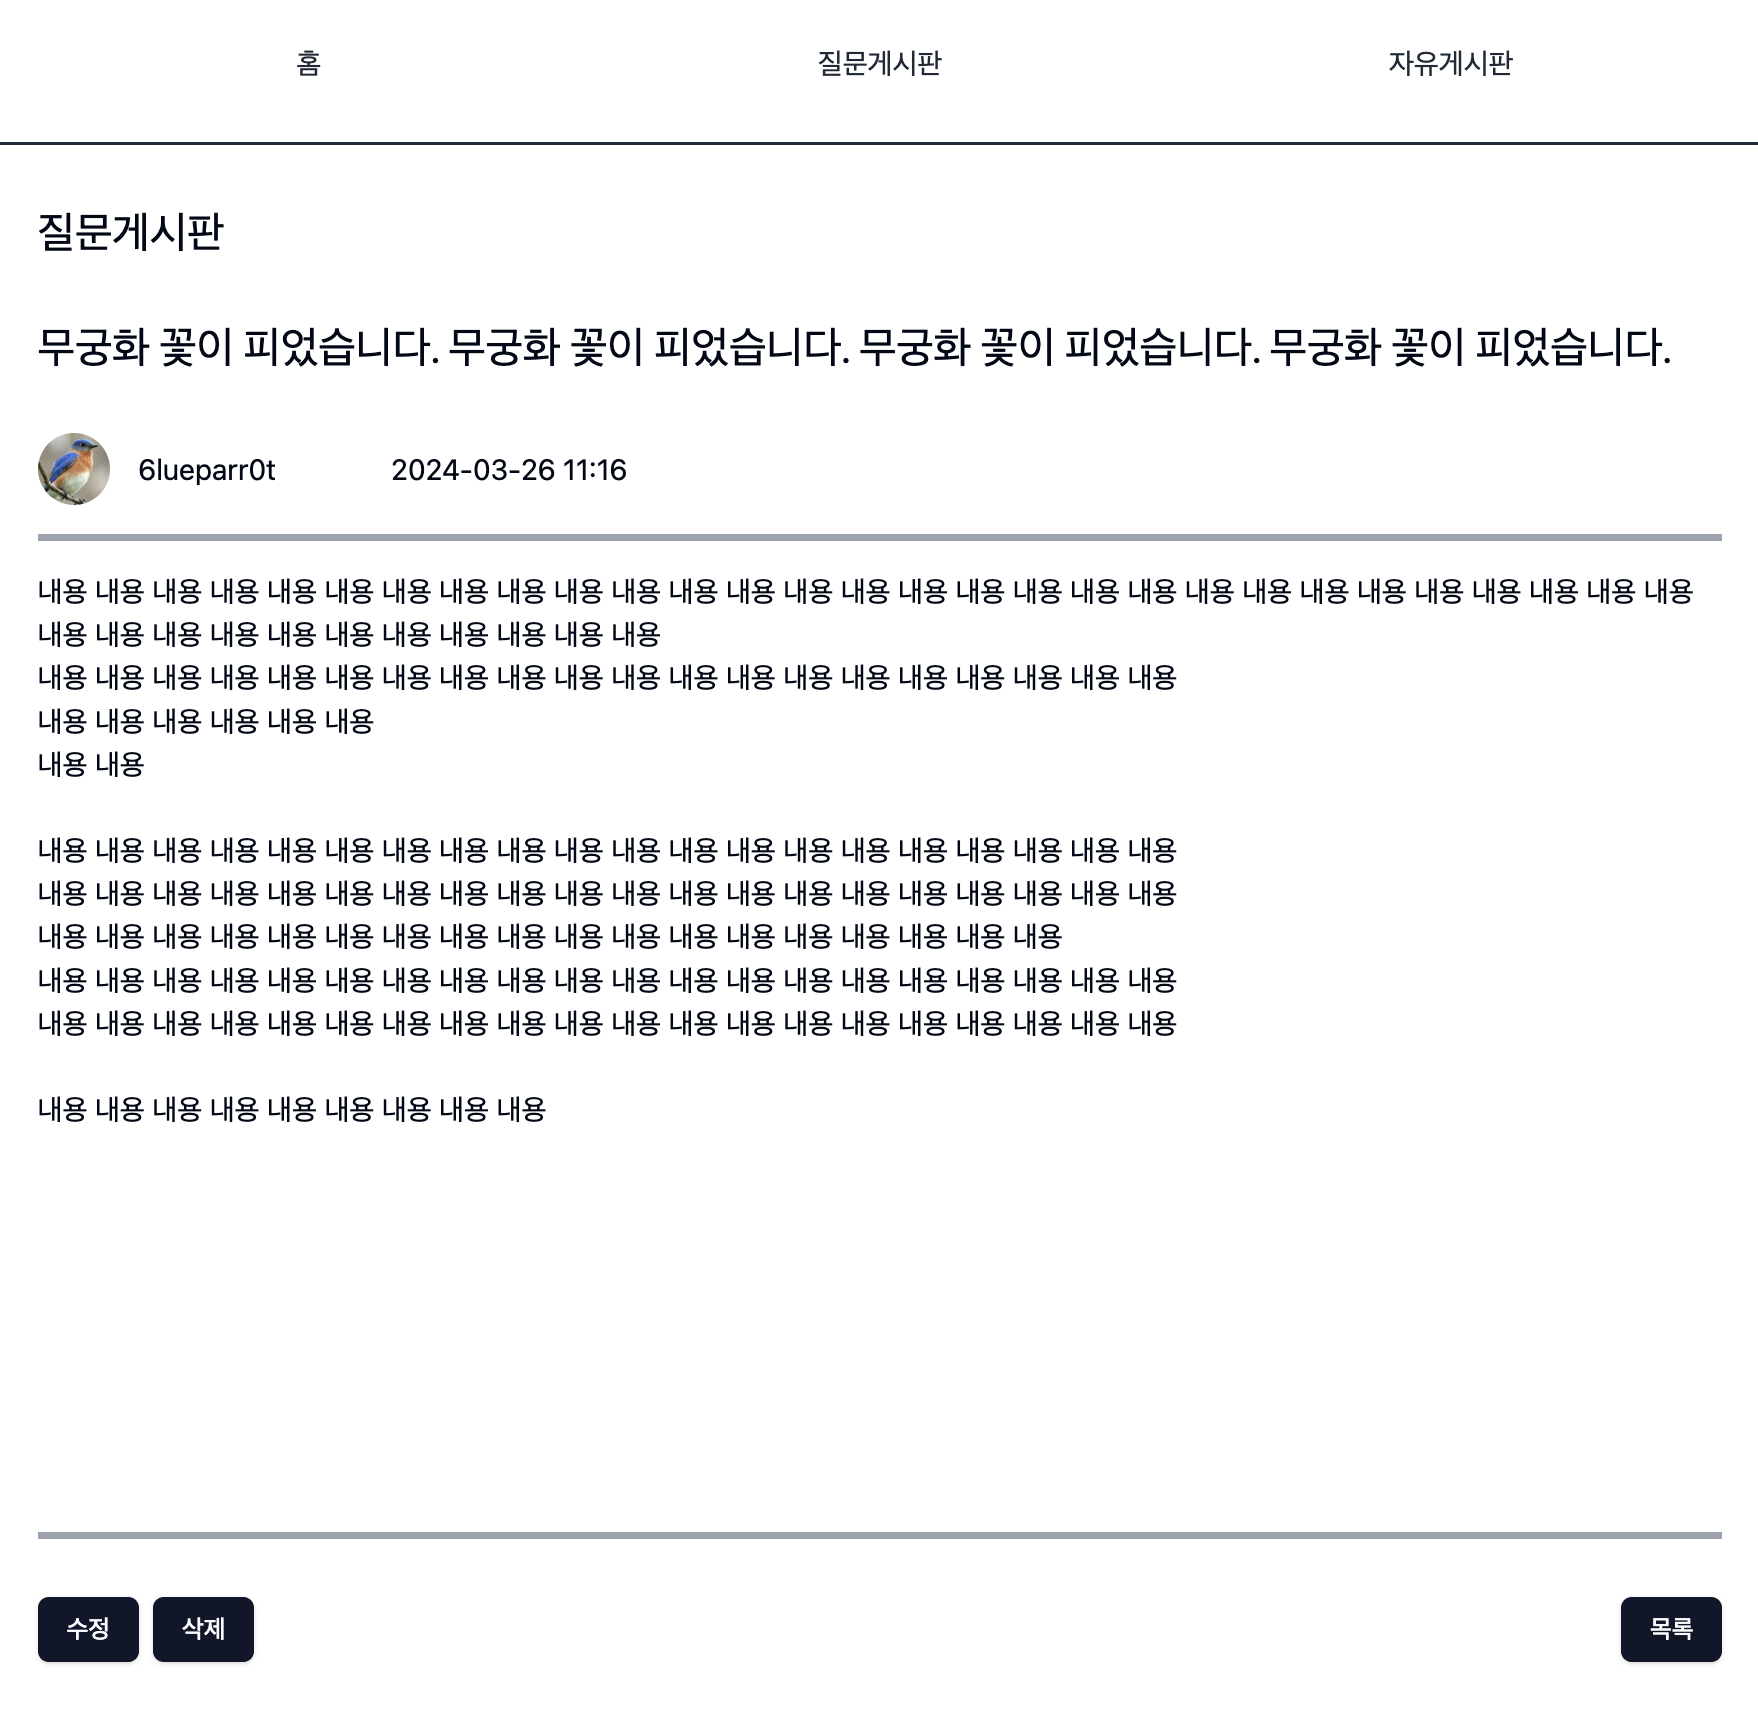 홈 질문게시판 자유게시판
질문게시판
무궁화 꽃이 피었습니다. 무궁화 꽃이 피었습니다. 무궁화 꽃이 피었습니다. 무궁화 꽃이 피었습니다.
6lueparr0t 2024-03-26 11:16
내용 내용 내용 내용 내용 내용 내용 내용 내용 내용 내용 내용 내용 내용 내용 내용 내용 내용 내용 내용 내용 내용 내용 내용 내용 내용 내용 내용 내용
내용 내용 내용 내용 내용 내용 내용 내용 내용 내용 내용
내용 내용 내용 내용 내용 내용 내용 내용 내용 내용 내용 내용 내용 내용 내용 내용 내용 내용 내용 내용
내용 내용 내용 내용 내용 내용
내용 내용
내용 내용 내용 내용 내용 내용 내용 내용 내용 내용 내용 내용 내용 내용 내용 내용 내용 내용 내용 내용
내용 내용 내용 내용 내용 내용 내용 내용 내용 내용 내용 내용 내용 내용 내용 내용 내용 내용 내용 내용
내용 내용 내용 내용 내용 내용 내용 내용 내용 내용 내용 내용 내용 내용 내용 내용 내용 내용
내용 내용 내용 내용 내용 내용 내용 내용 내용 내용 내용 내용 내용 내용 내용 내용 내용 내용 내용 내용
내용 내용 내용 내용 내용 내용 내용 내용 내용 내용 내용 내용 내용 내용 내용 내용 내용 내용 내용 내용
내용 내용 내용 내용 내용 내용 내용 내용 내용
수정 삭제 목록